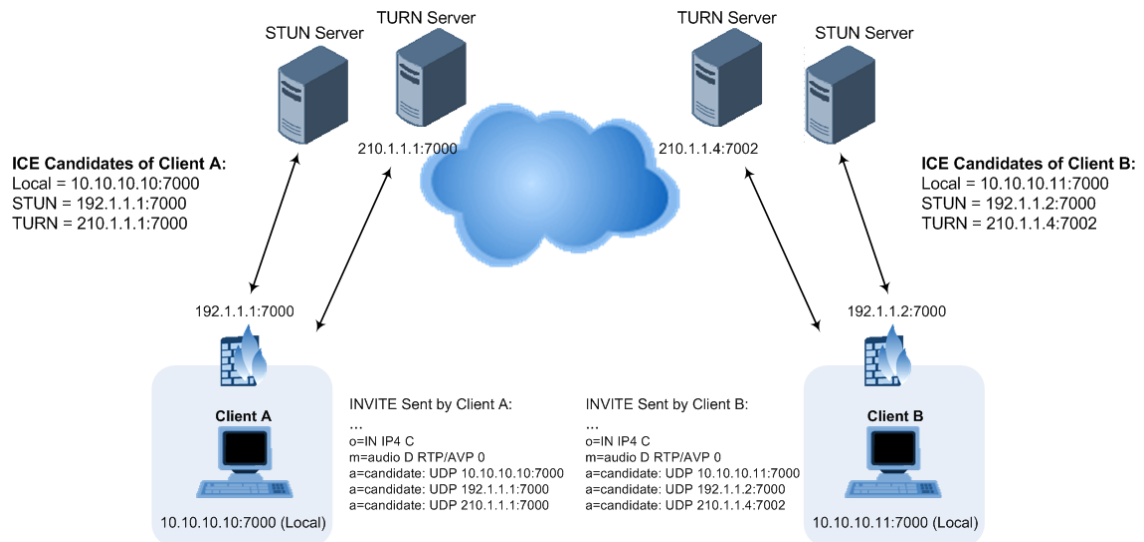 TURN Server
STUN Server
TURN Server
STUN Server
210.1.1.1:7000
210.1.1.4:7002
ICE Candidates of Client A:
Local = 10.10.10.10:7000
STUN = 192.1.1.1:7000
TURN = 210.1.1.1:7000
ICE Candidates of Client B:
Local = 10.10.10.11:7000
STUN = 192.1.1.2:7000
TURN = 210.1.1.4:7002
192.1.1.1:7000
192.1.1.2:7000
Client A
10.10.10.10:7000 (Local)
INVITE Sent by Client A:
...
o=IN IP4 C
m=audio D RTP/AVP 0
a=candidate: UDP 10.10.10.10:7000
a=candidate: UDP 192.1.1.1:7000
a=candidate: UDP 210.1.1.1:7000
INVITE Sent by Client B:
...
o=IN IP4 C
m=audio D RTP/AVP 0
a=candidate: UDP 10.10.10.11:7000
a=candidate: UDP 192.1.1.2:7000
a=candidate: UDP 210.1.1.4:7002
Client B
10.10.10.11:7000 (Local)